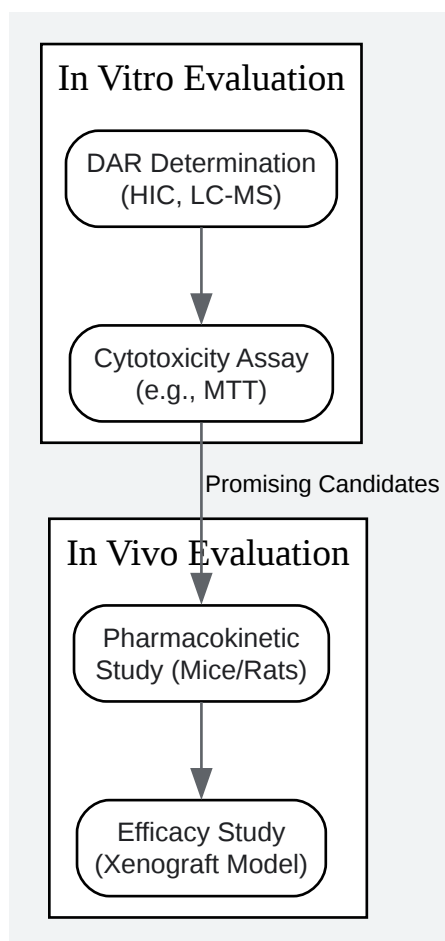 In Vitro Evaluation
DAR Determination
(HIC, LC-MS)
Cytotoxicity Assay
(e.g., MTT)
Promising Candidates
In Vivo Evaluation
Pharmacokinetic
Study (Mice/Rats)
Efficacy Study
(Xenograft Model)